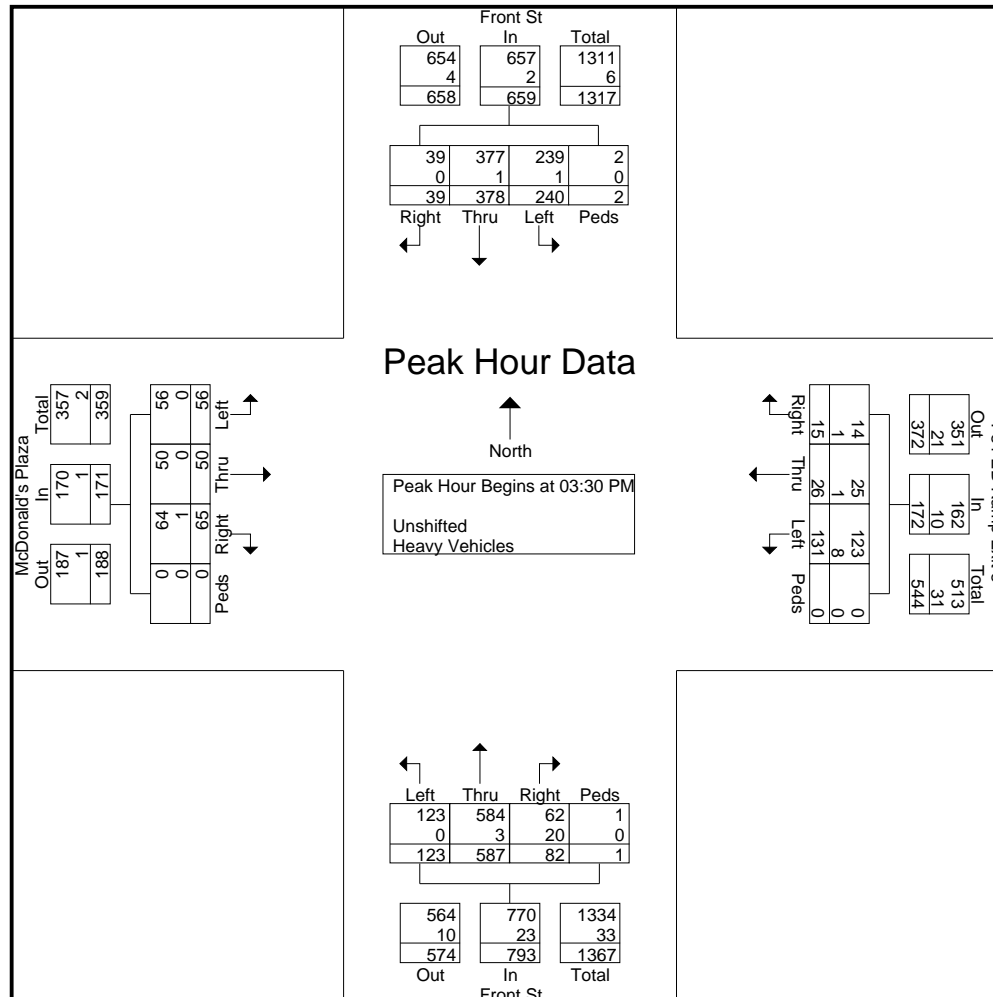 Front St
Out In Total
654 657 1311
4 2 6
658 659 1317
39 377 239 2
0 1 1 0
39 378 240 2
Right Thru Left Peds
Peak Hour Data
North
Peak Hour Begins at 03:30 PM
Unshifted
Heavy Vehicles
McDonald's Plaza
Total In Out
357 170 187
2 1 1
359 171 188
56 50 64 0
0 0 1 0
56 50 65 0
Left Thru Right Peds
Out In Total
351 162 513
21 10 31
372 172 544
14 25 123 0
1 1 8 0
15 26 131 0
Right Thru Left Peds
Left Thru Right Peds
123 584 62 1
0 3 20 0
123 587 82 1
564 770 1334
10 23 33
574 793 1367
Out In Total
Front St